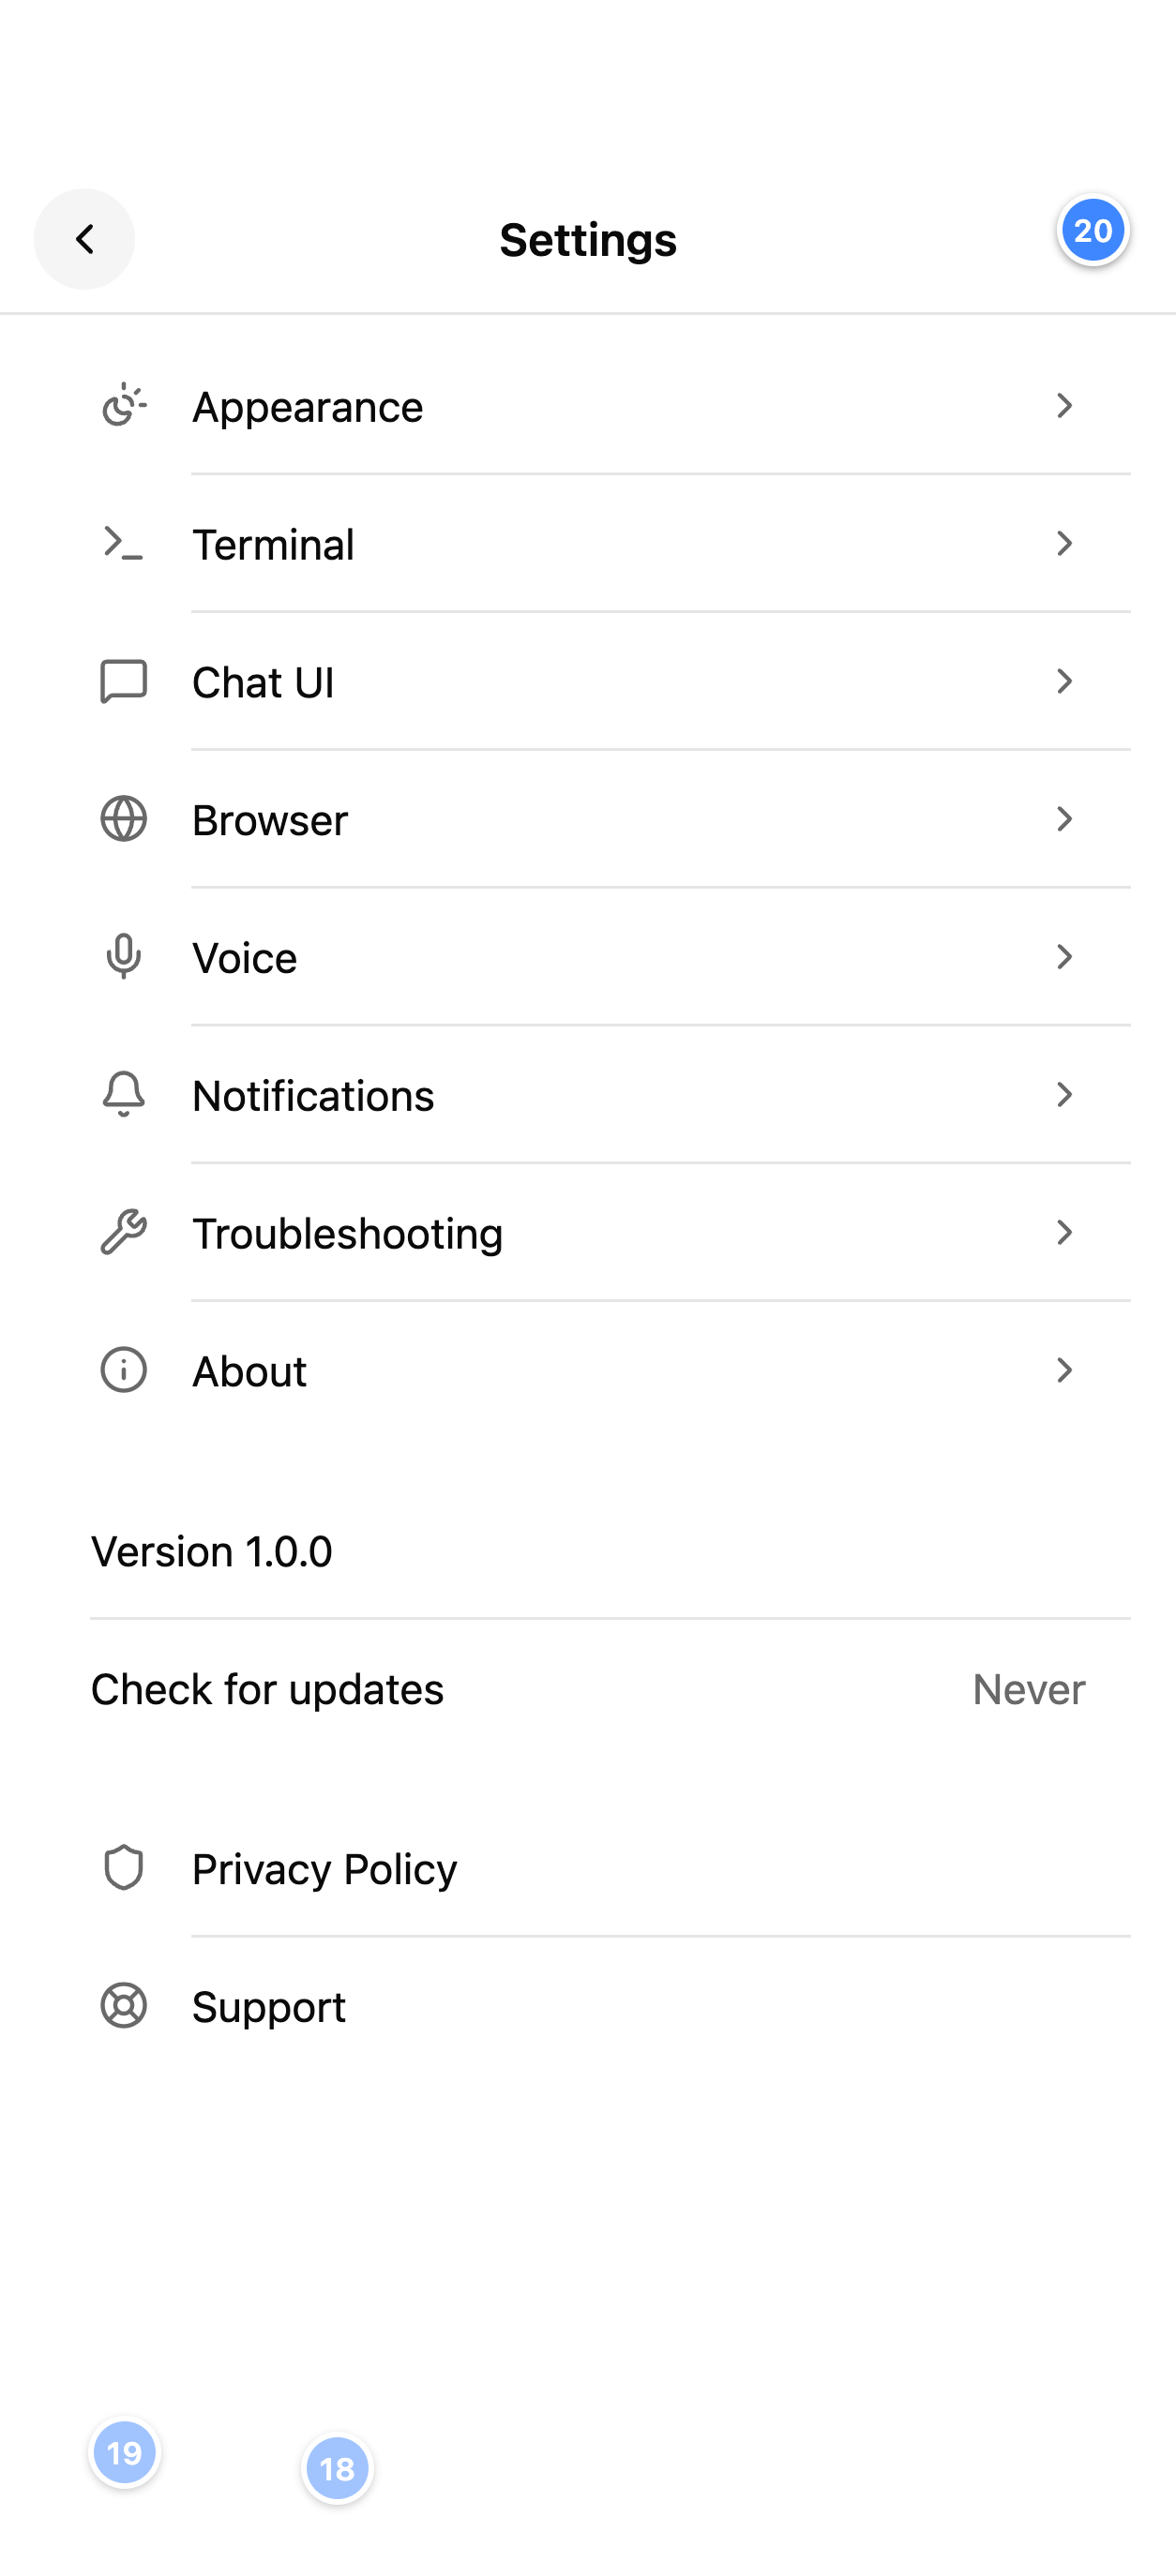 Settings
20
Appearance
Terminal
Chat UI
Browser
Voice
Notifications
Troubleshooting
About
Version 1.0.0
Check for updates Never
Privacy Policy
Support
19
18